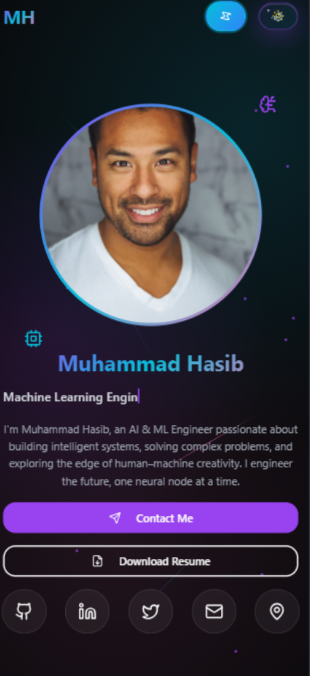 MH
Muhammad Hasib
Machine Learning Engin
I'm Muhammad Hasib, an AI & ML Engineer passionate about
building intelligent systems, solving complex problems, and
exploring the edge of human–machine creativity. I engineer
the future, one neural node at a time.
Contact Me
Download Resume